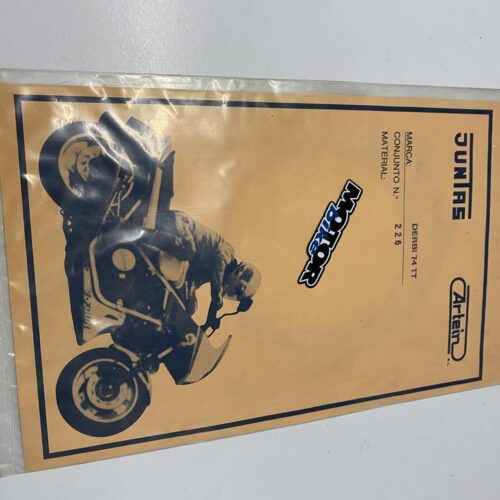 JUNTAS
Artein
MARCA: DERBI 74 TT
CONJUNTO N.º 226
MATERIAL:
MOTOR
bike